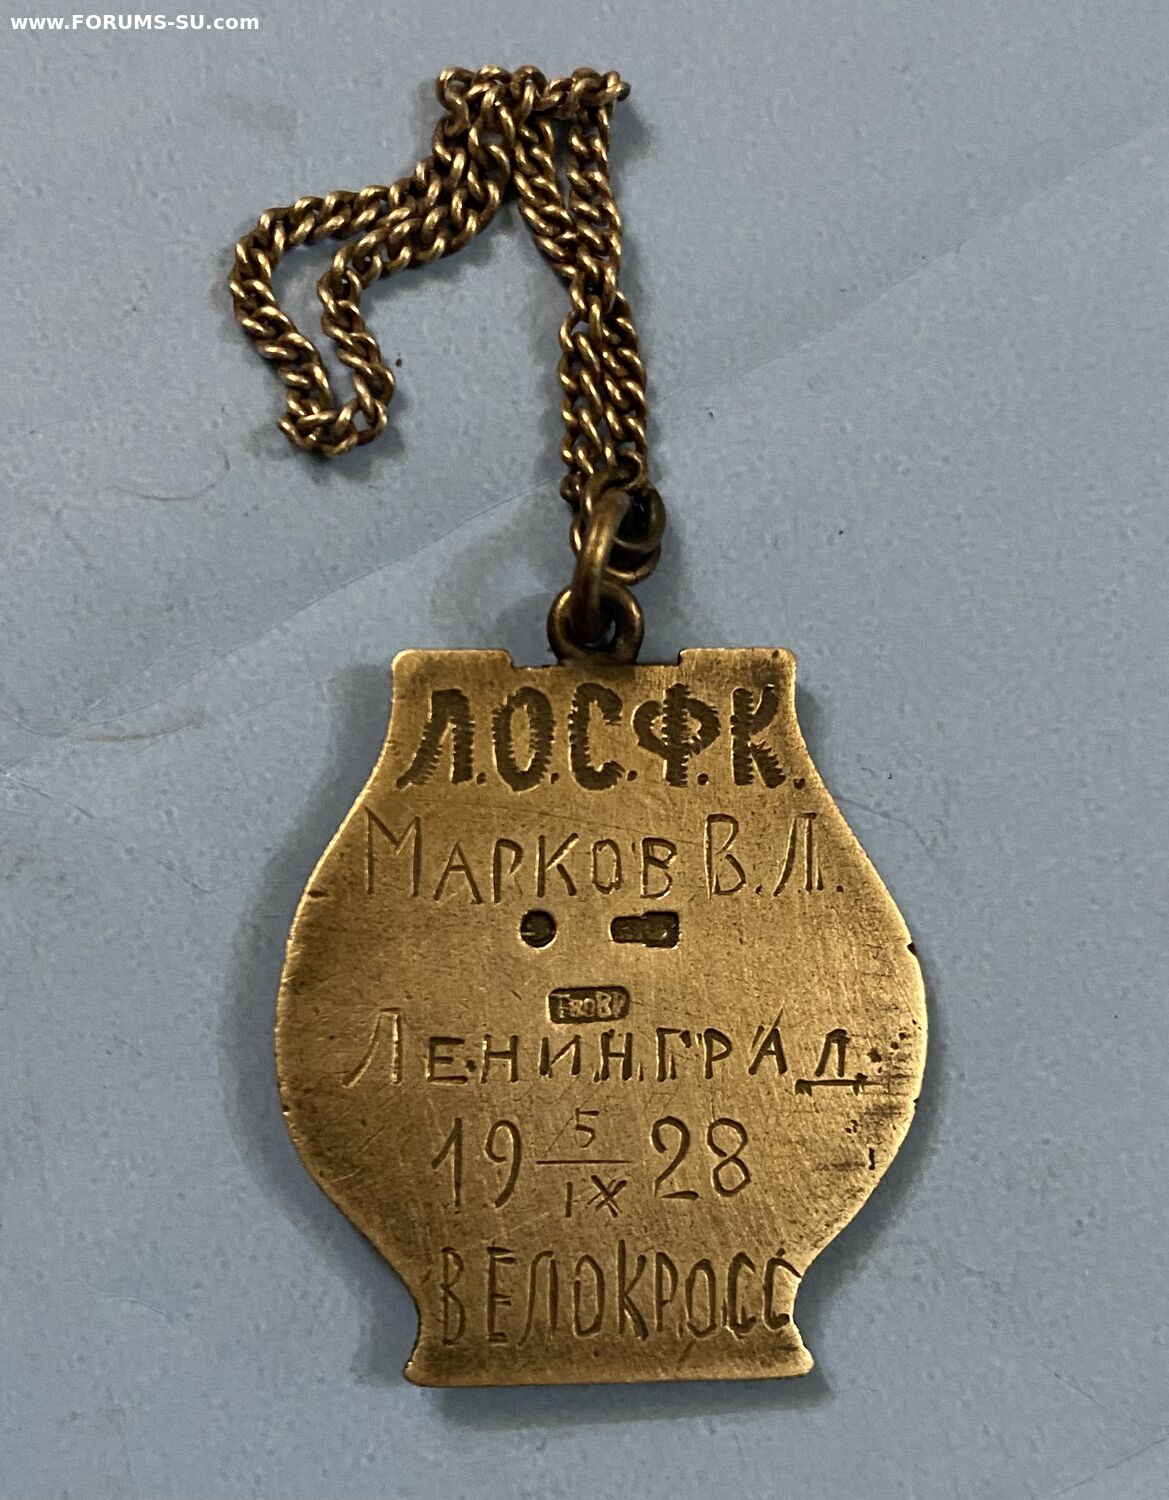 www.FORUMS-SU.com
Л.О.С.Ф.К.
МАРКОВ В.Л.
ЛЕНИНГРАД.
19 5/IX 28
ВЕЛОКРОСС